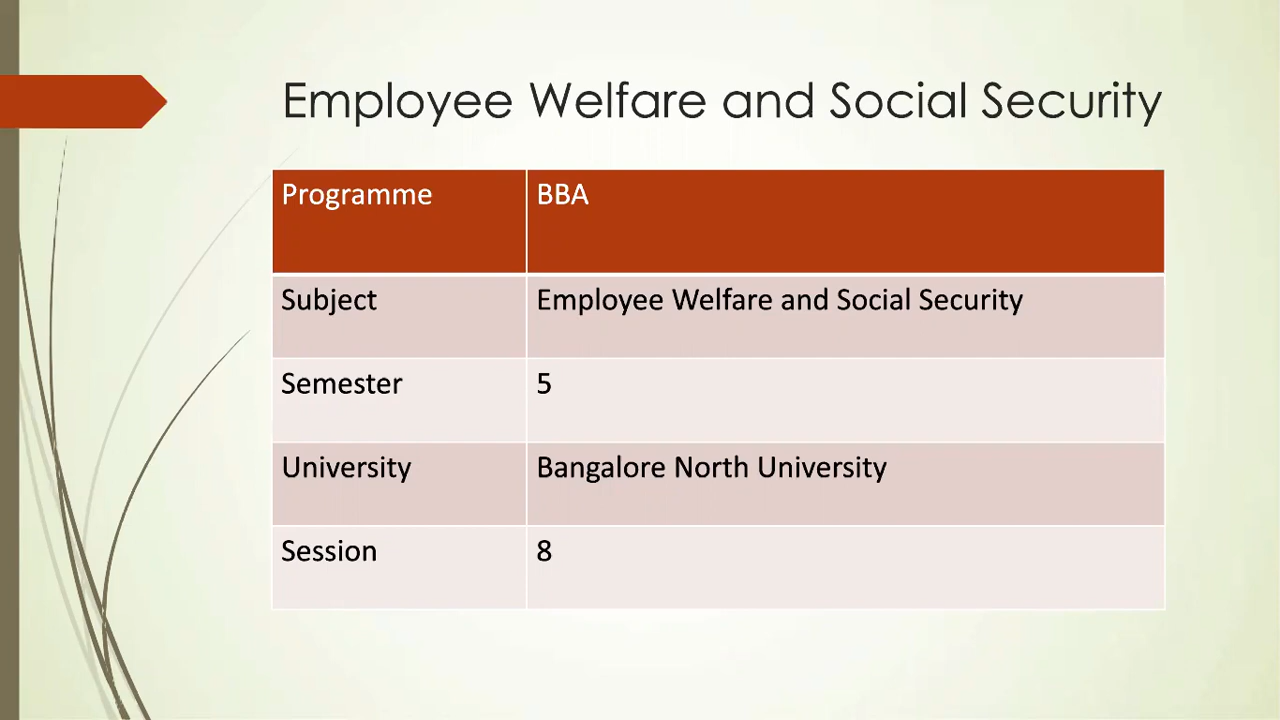 Employee Welfare and Social Security
Programme BBA
Subject Employee Welfare and Social Security
Semester 5
University Bangalore North University
Session 8